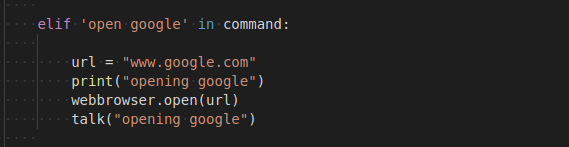 elif 'open google' in command:
url = "www.google.com"
print("opening google")
webbrowser.open(url)
talk("opening google")